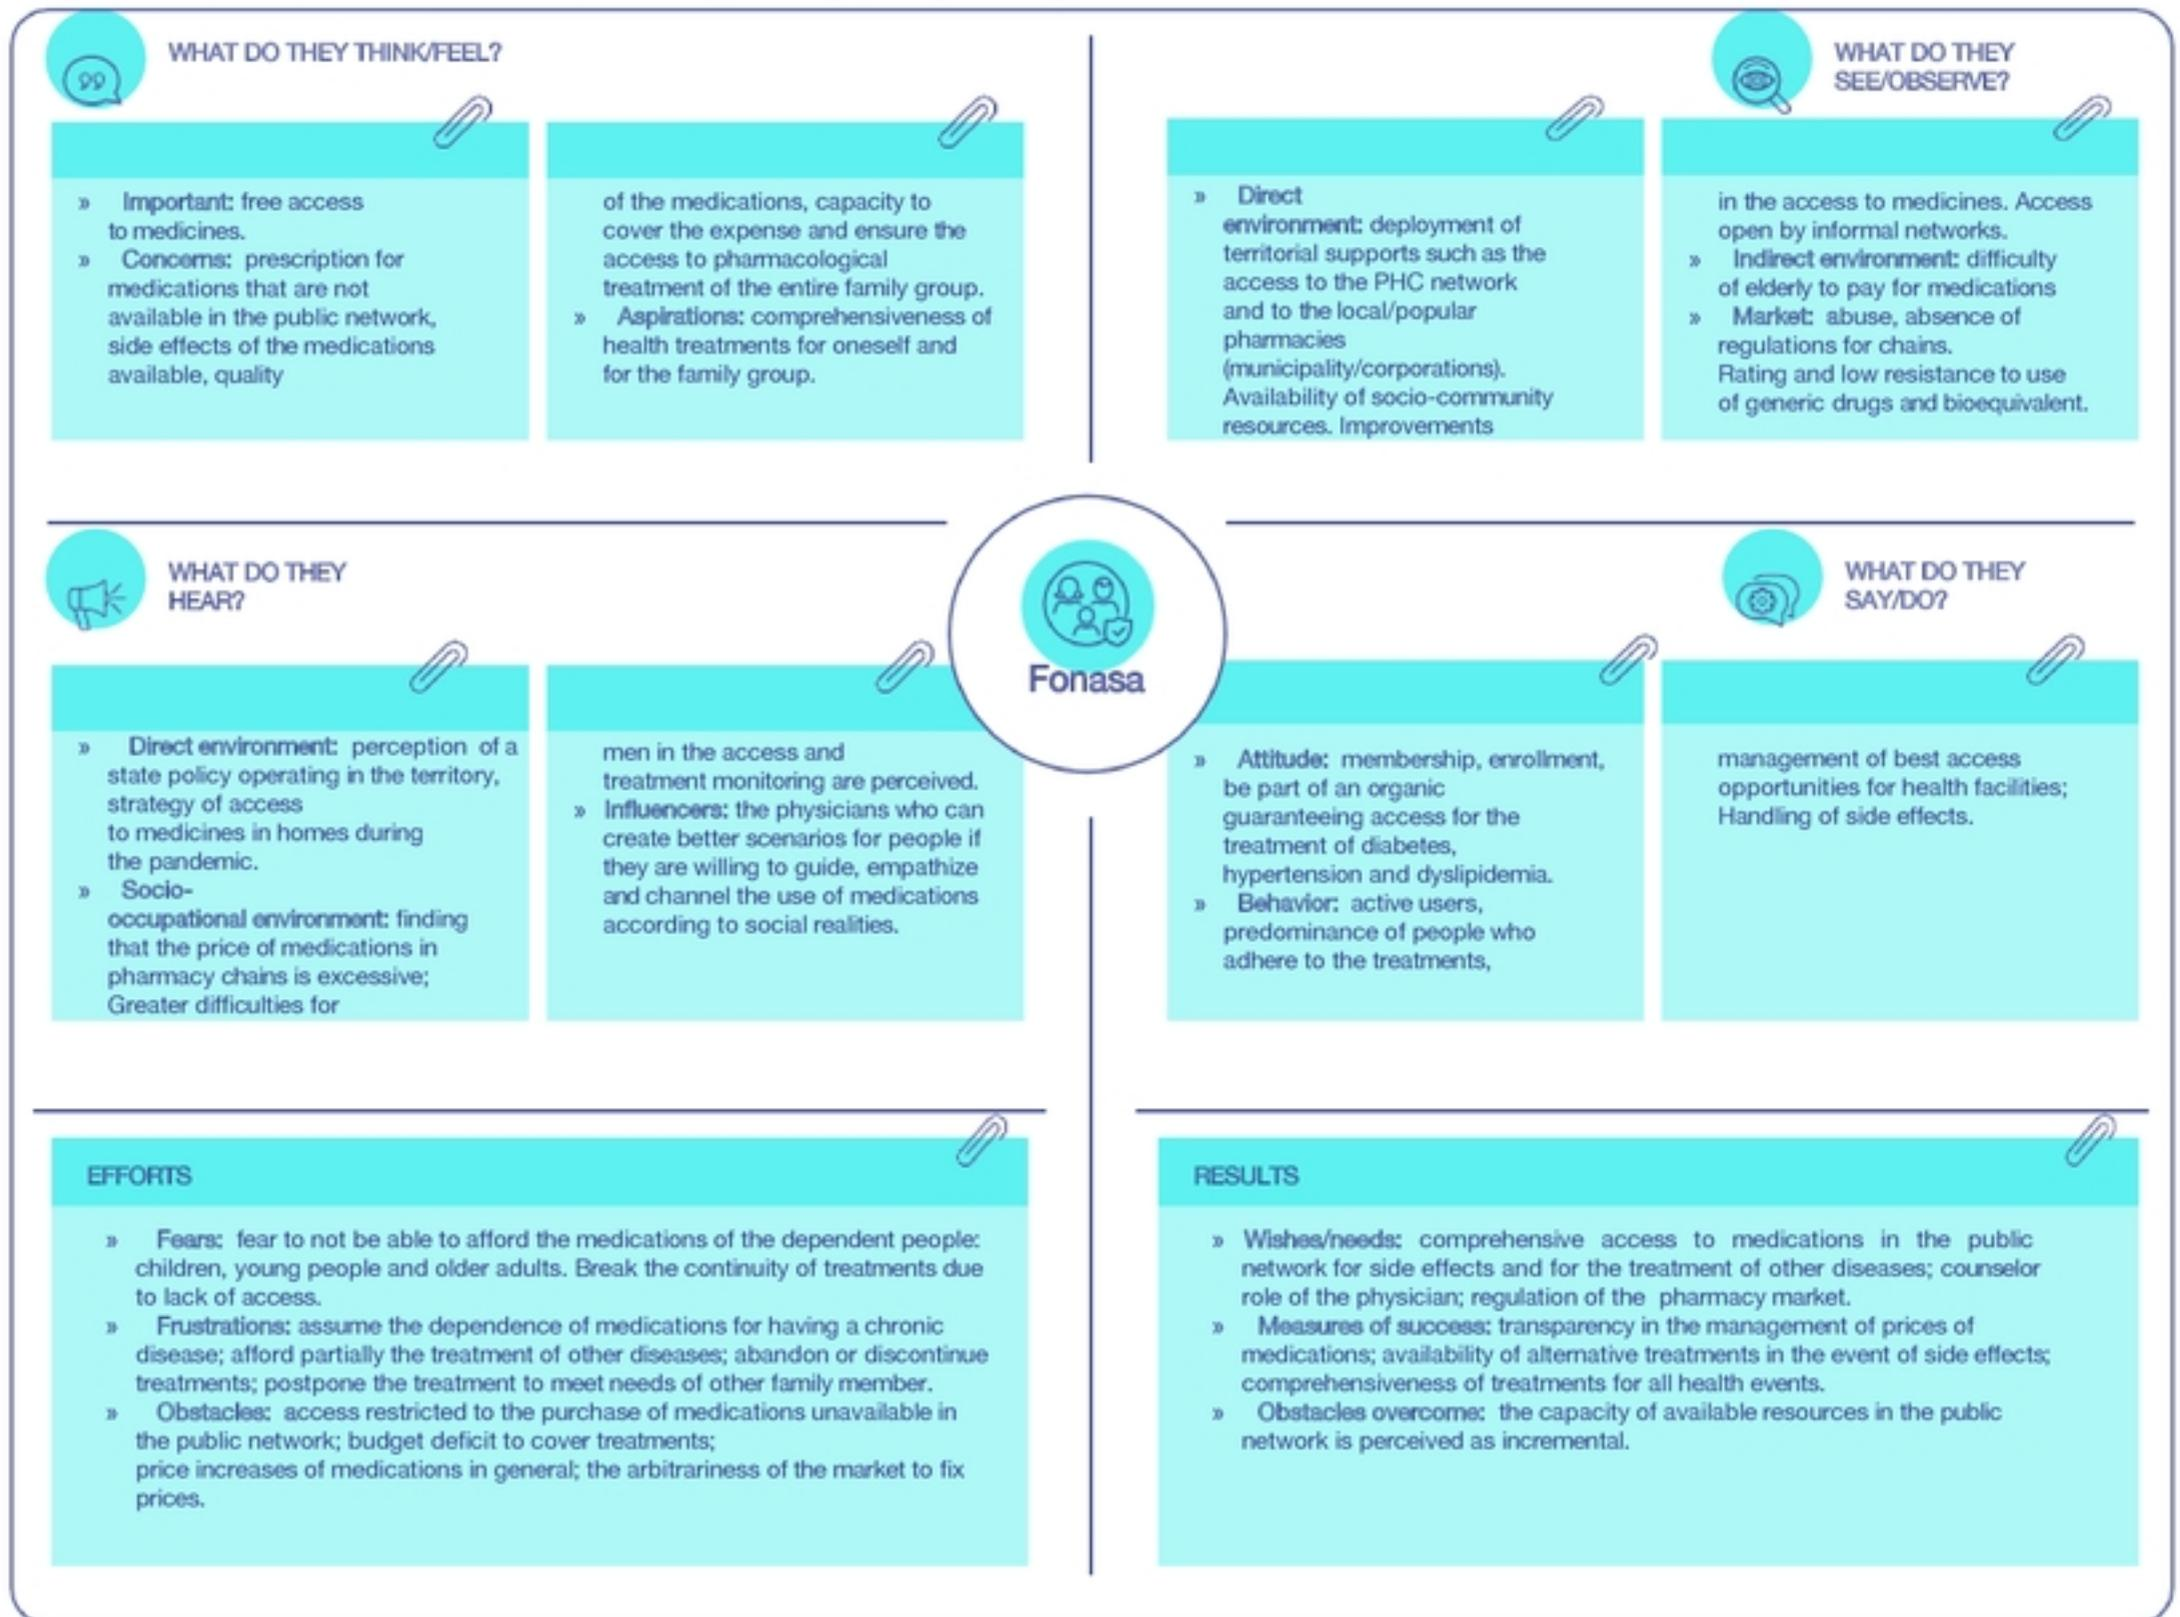 WHAT DO THEY THINK/FEEL?
» Important: free access
to medicines.
» Concerns: prescription for
medications that are not
available in the public network,
side effects of the medications
available, quality
of the medications, capacity to
cover the expense and ensure the
access to pharmacological
treatment of the entire family group.
» Aspirations: comprehensiveness of
health treatments for oneself and
for the family group.
WHAT DO THEY
SEE/OBSERVE?
» Direct
environment: deployment of
territorial supports such as the
access to the PHC network
and to the local/popular
pharmacies
(municipality/corporations).
Availability of socio-community
resources. Improvements
in the access to medicines. Access
open by informal networks.
» Indirect environment: difficulty
of elderly to pay for medications
» Market: abuse, absence of
regulations for chains.
Rating and low resistance to use
of generic drugs and bioequivalent.
WHAT DO THEY
HEAR?
» Direct environment: perception of a
state policy operating in the territory,
strategy of access
to medicines in homes during
the pandemic.
» Socio-
occupational environment: finding
that the price of medications in
pharmacy chains is excessive;
Greater difficulties for
men in the access and
treatment monitoring are perceived.
» Influencers: the physicians who can
create better scenarios for people if
they are willing to guide, empathize
and channel the use of medications
according to social realities.
Fonasa
WHAT DO THEY
SAY/DO?
» Attitude: membership, enrollment,
be part of an organic
guaranteeing access for the
treatment of diabetes,
hypertension and dyslipidemia.
» Behavior: active users,
predominance of people who
adhere to the treatments,
management of best access
opportunities for health facilities;
Handling of side effects.
EFFORTS
» Fears: fear to not be able to afford the medications of the dependent people:
children, young people and older adults. Break the continuity of treatments due
to lack of access.
» Frustrations: assume the dependence of medications for having a chronic
disease; afford partially the treatment of other diseases; abandon or discontinue
treatments; postpone the treatment to meet needs of other family member.
» Obstacles: access restricted to the purchase of medications unavailable in
the public network; budget deficit to cover treatments;
price increases of medications in general; the arbitrariness of the market to fix
prices.
RESULTS
» Wishes/needs: comprehensive access to medications in the public
network for side effects and for the treatment of other diseases; counselor
role of the physician; regulation of the pharmacy market.
» Measures of success: transparency in the management of prices of
medications; availability of alternative treatments in the event of side effects;
comprehensiveness of treatments for all health events.
» Obstacles overcome: the capacity of available resources in the public
network is perceived as incremental.